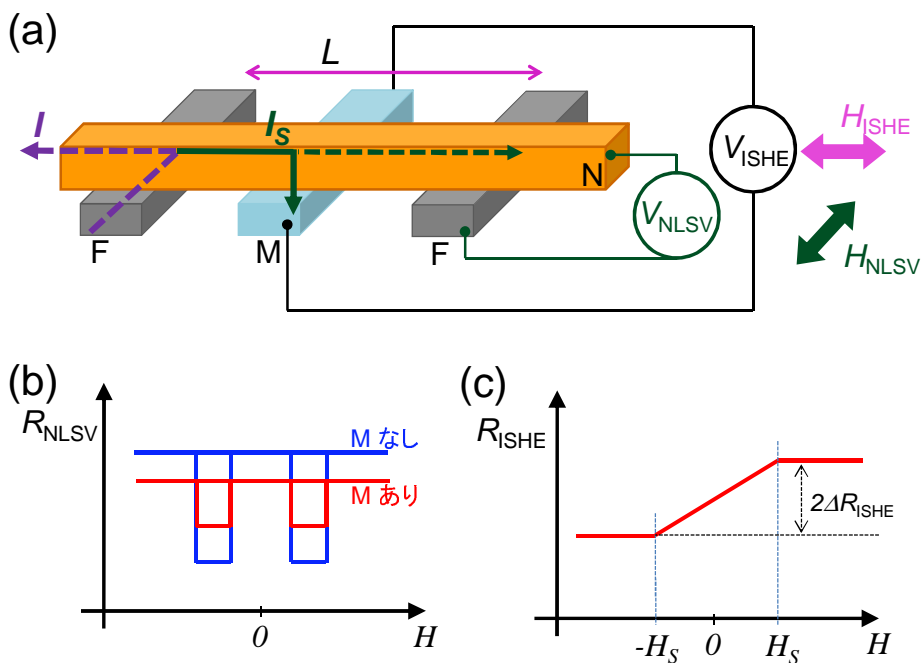 (a)
L
I
I_S
H_ISHE
V_ISHE
N
V_NLSV
F
M
F
H_NLSV
(b)
R_NLSV
M なし
M あり
0
H
(c)
R_ISHE
2ΔR_ISHE
-H_S
0
H_S
H